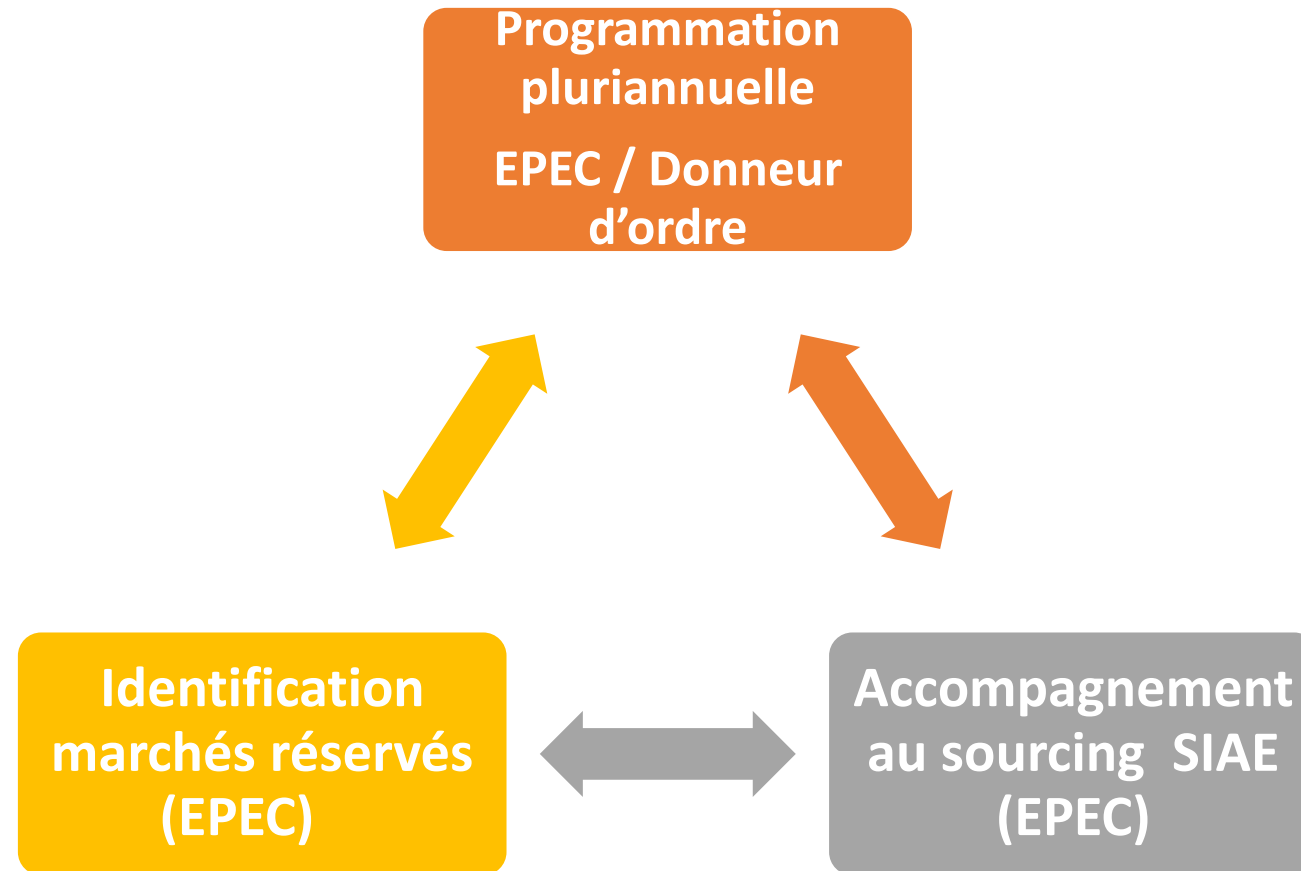 Programmation
pluriannuelle
EPEC / Donneur
d’ordre
Identification
marchés réservés
(EPEC)
Accompagnement
au sourcing  SIAE
(EPEC)